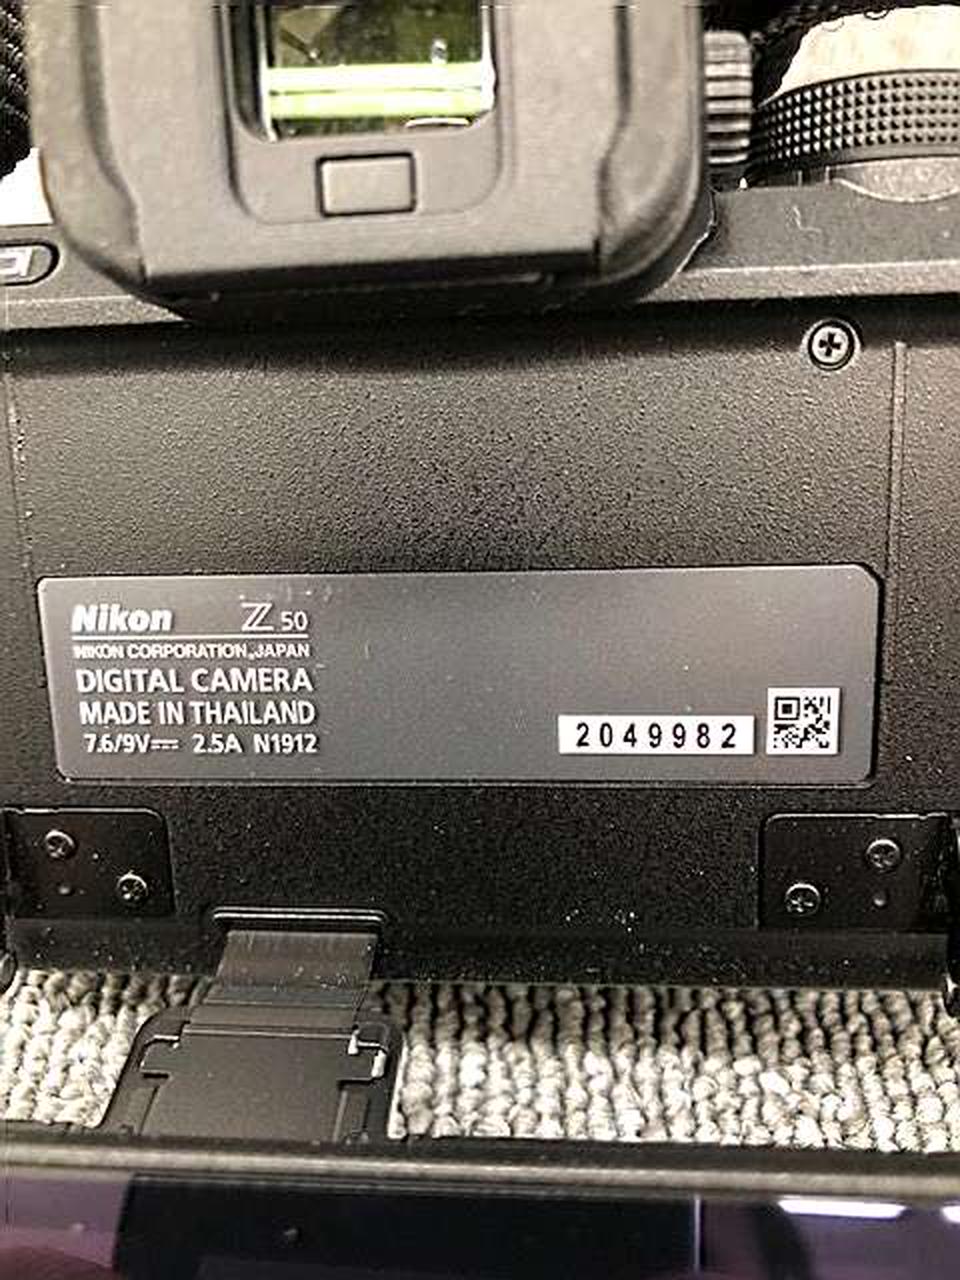 Nikon Z 50
NIKON CORPORATION, JAPAN
DIGITAL CAMERA
MADE IN THAILAND
7.6/9V⎓ 2.5A N1912
2049982